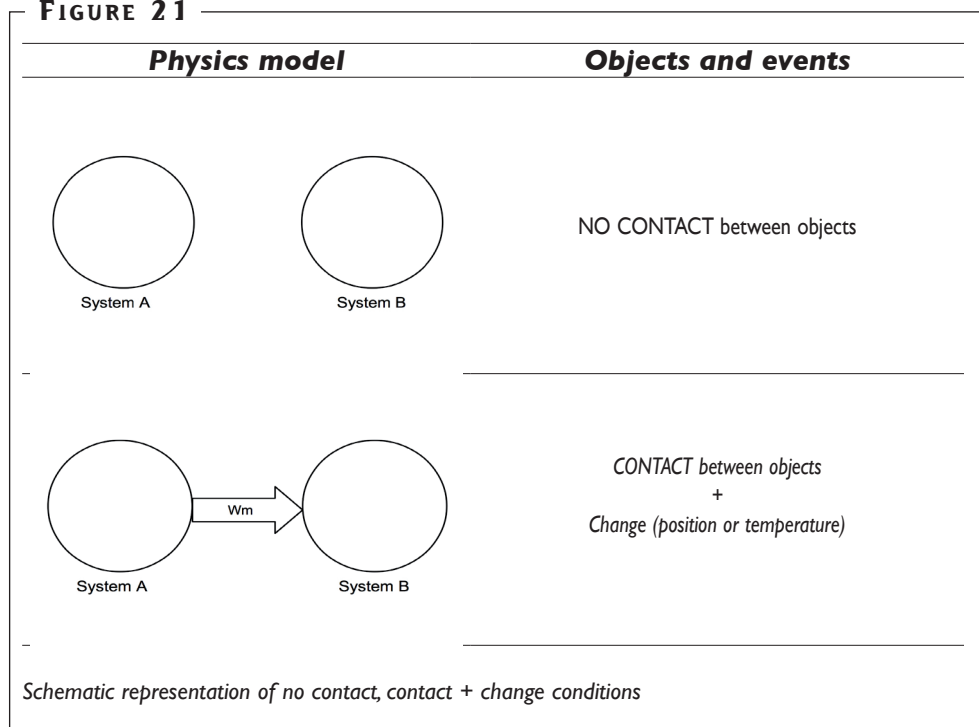 FIGURE 21
Physics model Objects and events
System A System B
NO CONTACT between objects
Wm
System A System B
CONTACT between objects
+
Change (position or temperature)
Schematic representation of no contact, contact + change conditions